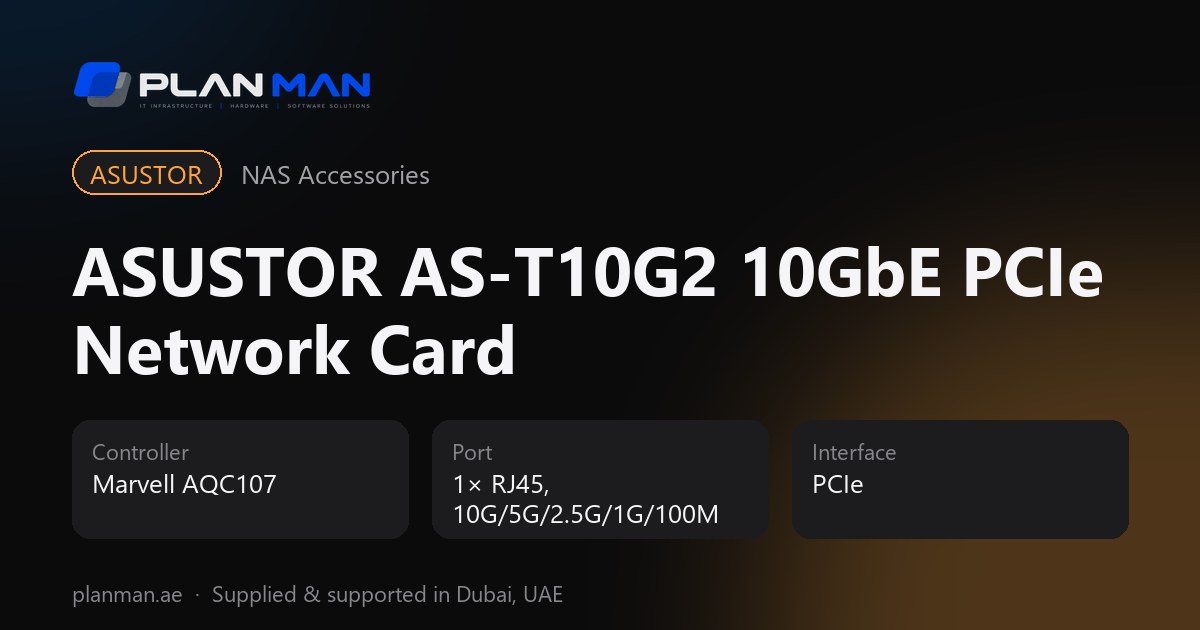 PLAN MAN
IT INFRASTRUCTURE | HARDWARE | SOFTWARE SOLUTIONS
ASUSTOR NAS Accessories
ASUSTOR AS-T10G2 10GbE PCIe
Network Card
Controller
Marvell AQC107
Port
1× RJ45,
10G/5G/2.5G/1G/100M
Interface
PCIe
planman.ae · Supplied & supported in Dubai, UAE